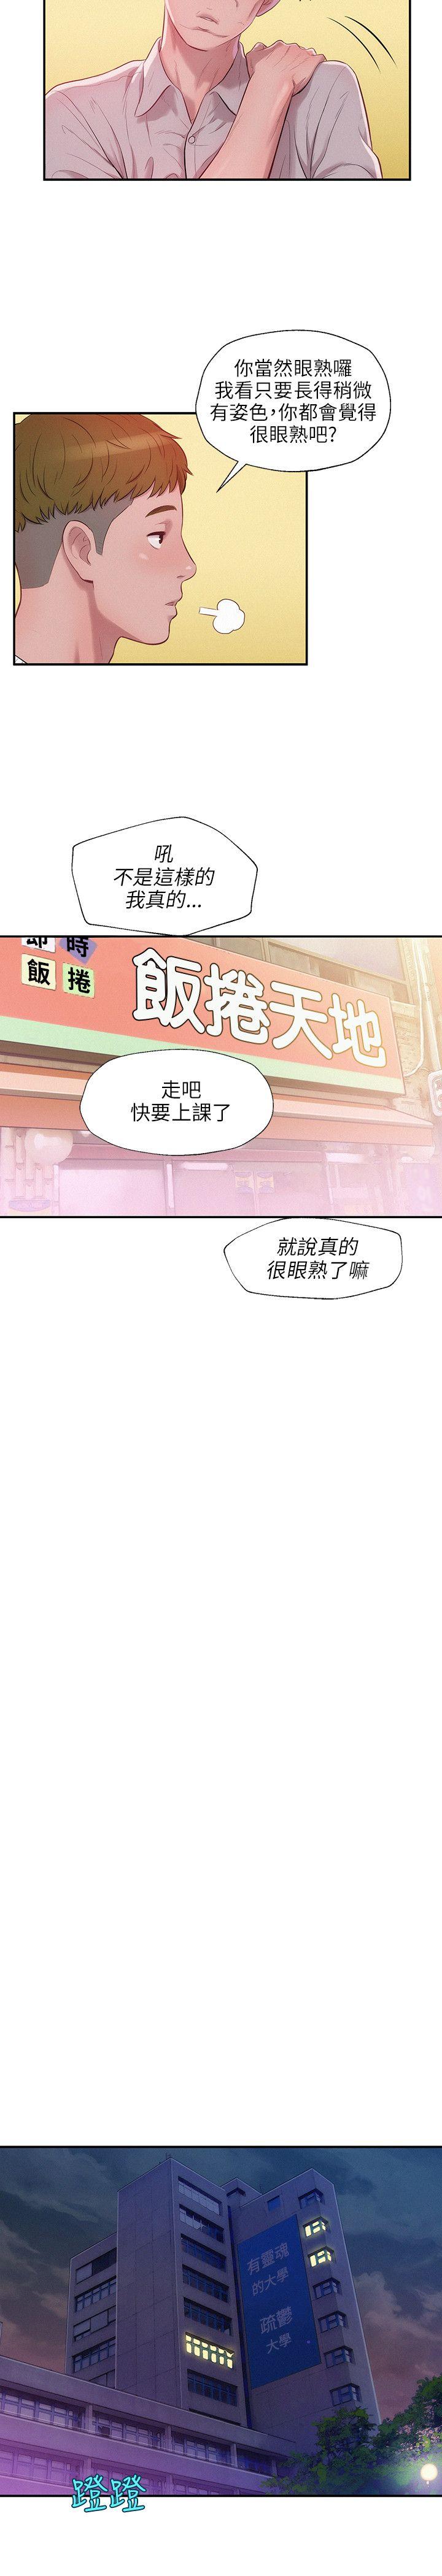 你當然眼熟囉
我看只要長得稍微
有姿色,你都會覺得
很眼熟吧?
吼
不是這樣的
我真的...
即時
飯捲
飯捲天地
走吧
快要上課了
就說真的
很眼熟了嘛
有靈魂
的大學
疏鬱
大學
蹬蹬